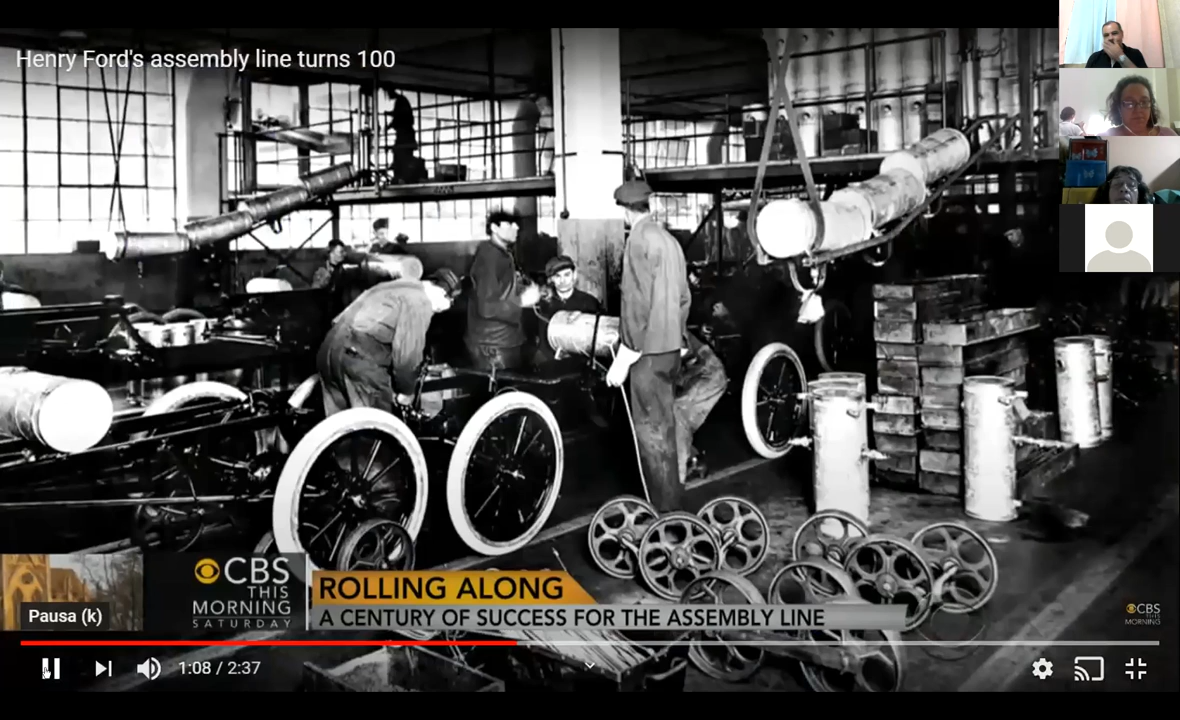 Henry Ford's assembly line turns 100
CBS
THIS
MORNING
SATURDAY
ROLLING ALONG
A CENTURY OF SUCCESS FOR THE ASSEMBLY LINE
Pausa (k)
CBS
THIS
MORNING
1:08 / 2:37